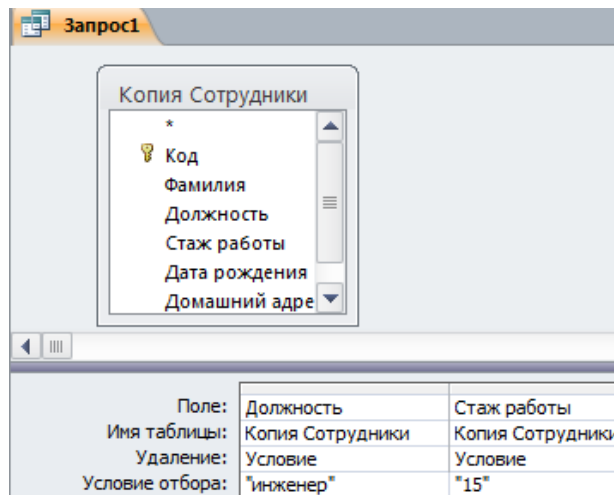 Запрос1
Копия Сотрудники
*
Код
Фамилия
Должность
Стаж работы
Дата рождения
Домашний адре
Поле: Должность Стаж работы
Имя таблицы: Копия Сотрудники Копия Сотрудники
Удаление: Условие Условие
Условие отбора: "инженер" "15"